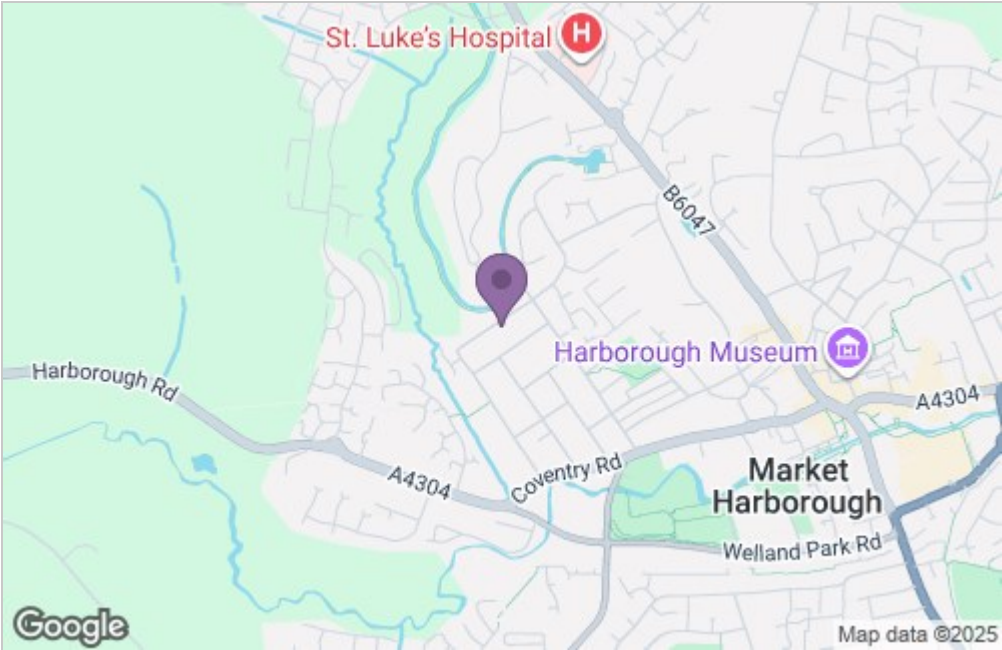 St. Luke's Hospital
H
B6047
Harborough Museum
Harborough Rd
A4304
A4304
Coventry Rd
Market
Harborough
Welland Park Rd
Google
Map data ©2025